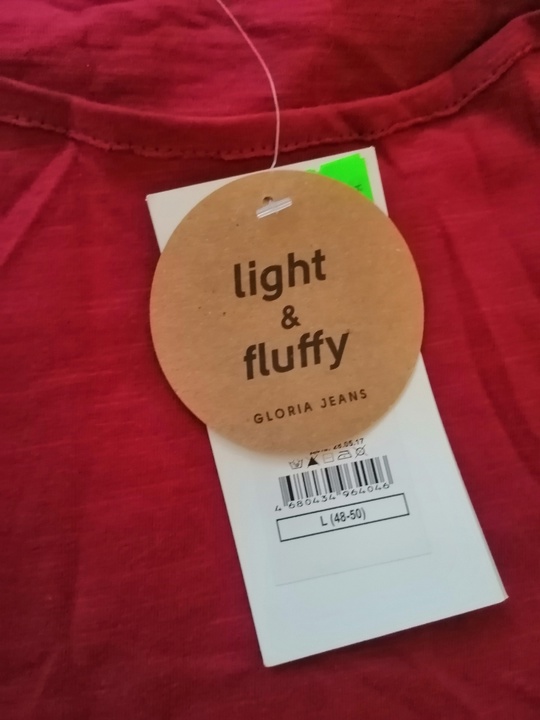 light
&
fluffy
GLORIA JEANS
4 680434 964046
L (48-50)